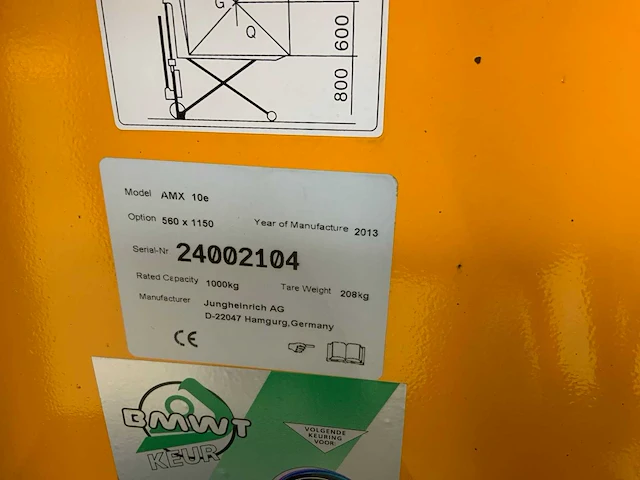 G
Q
600
800
Model AMX 10e
Option 560 x 1150 Year of Manufacture 2013
Serial-Nr 24002104
Rated Capacity 1000kg Tare Weight 208kg
Manufacturer Jungheinrich AG
D-22047 Hamgurg,Germany
CE
BMWT
KEUR
VOLGENDE
KEURING
VOOR: